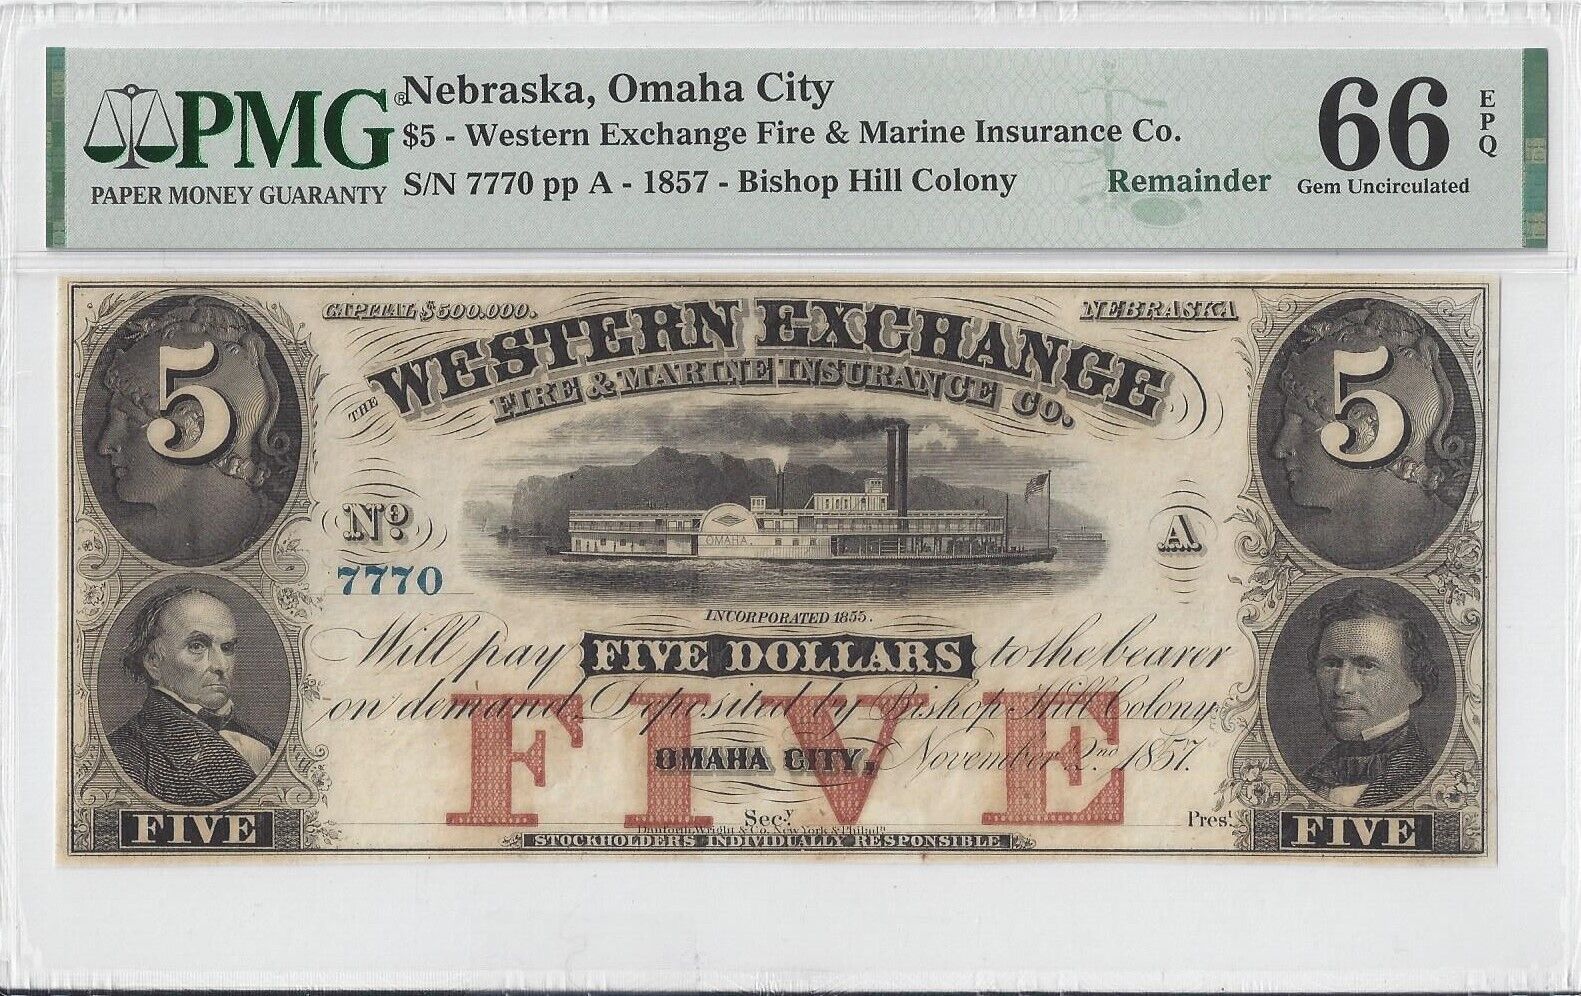 PMG®
PAPER MONEY GUARANTY
Nebraska, Omaha City
$5 - Western Exchange Fire & Marine Insurance Co.
S/N 7770 pp A - 1857 - Bishop Hill Colony
Remainder
66 EPQ
Gem Uncirculated
CAPITAL $500.000.
NEBRASKA
THE WESTERN EXCHANGE
FIRE & MARINE INSURANCE CO.
5
5
No.
A
OMAHA
7770
INCORPORATED 1855.
Will pay FIVE DOLLARS to the bearer
on demand Deposited by Bishop Hill Colony
FIVE
OMAHA CITY, November 2nd 1857.
FIVE
Secy.
Prest.
FIVE
Danforth, Wright & Co. New York & Philada.
STOCKHOLDERS INDIVIDUALLY RESPONSIBLE